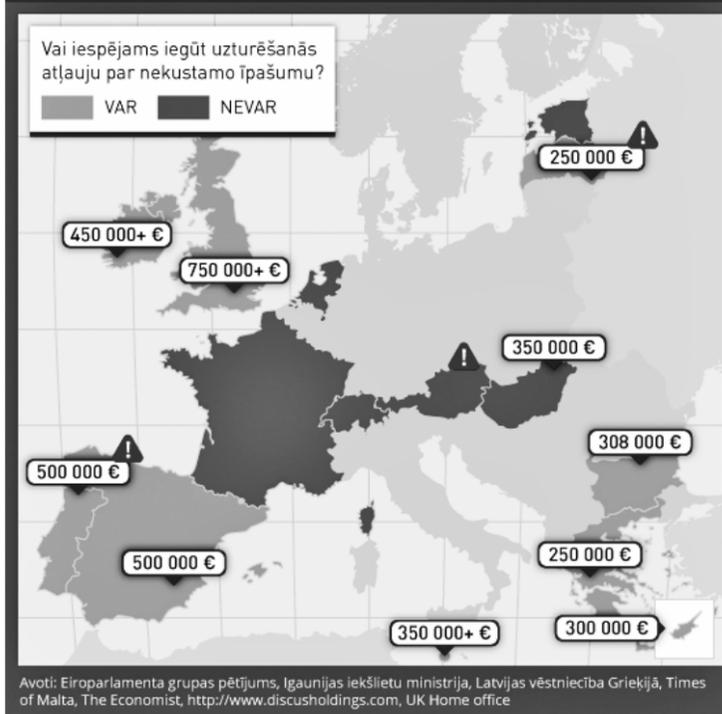 Vai iespējams iegūt uzturēšanās
atļauju par nekustamo īpašumu?
VAR NEVAR
!
250 000 €
450 000+ €
750 000+ €
!
350 000 €
!
308 000 €
500 000 €
500 000 €
250 000 €
300 000 €
350 000+ €
Avoti: Eiroparlamenta grupas pētījums, Igaunijas iekšlietu ministrija, Latvijas vēstniecība Grieķijā, Times
of Malta, The Economist, http://www.discusholdings.com, UK Home office